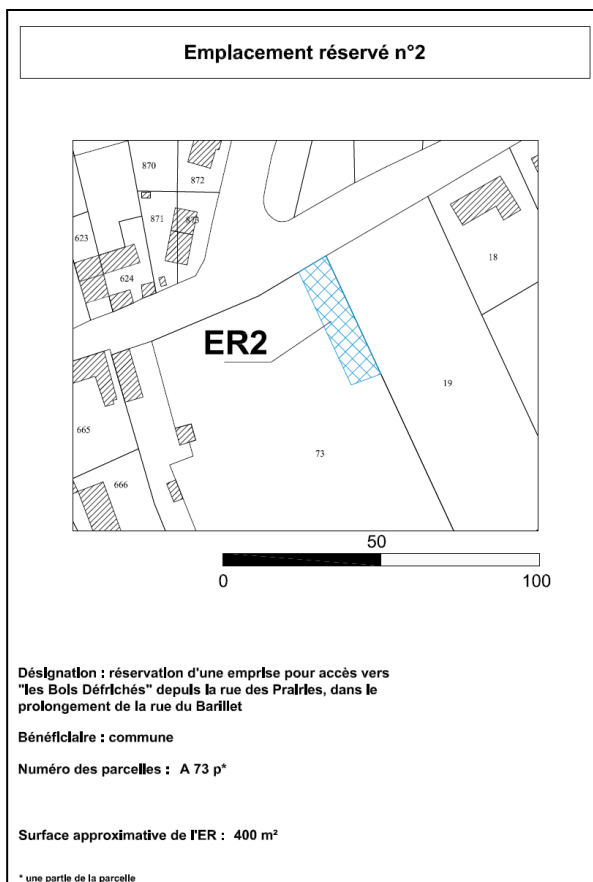 Emplacement réservé n°2
870
872
871
873
623
624
18
ER2
19
665
73
666
50
0
100
Désignation : réservation d'une emprise pour accès vers
"les Bois Défrichés" depuis la rue des Prairies, dans le
prolongement de la rue du Barillet
Bénéficiaire : commune
Numéro des parcelles : A 73 p*
Surface approximative de l'ER : 400 m²
* une partie de la parcelle